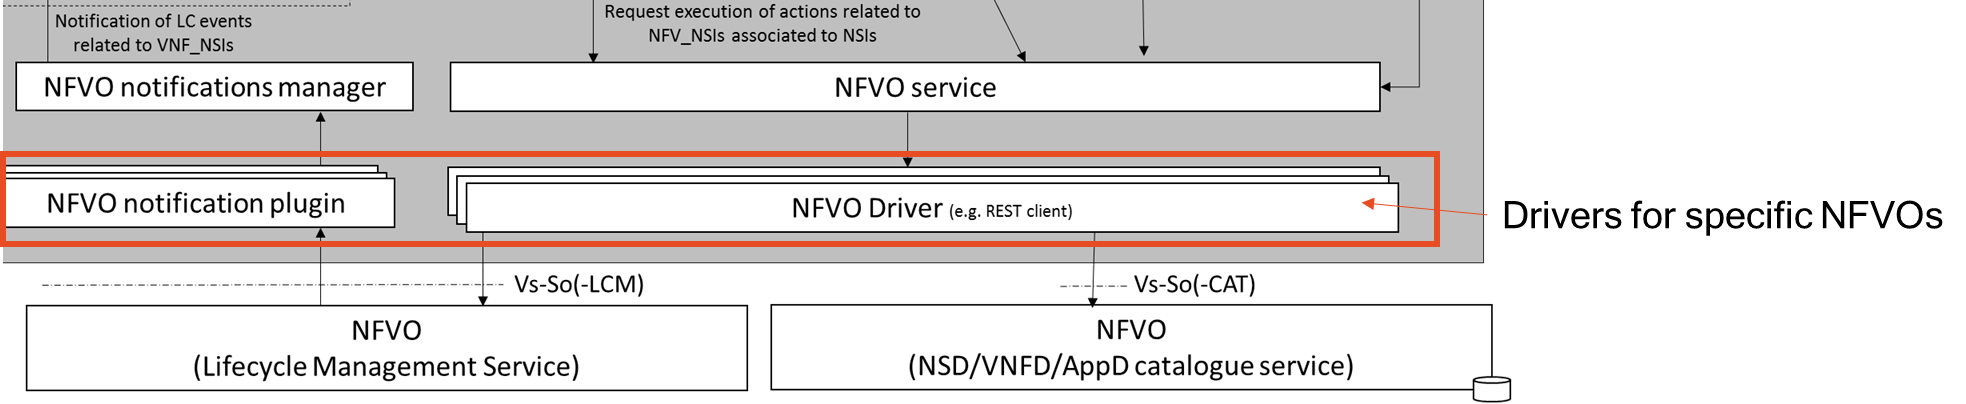 Notification of LC events
related to VNF_NSIs
Request execution of actions related to
NFV_NSIs associated to NSIs
NFVO notifications manager
NFVO service
NFVO notification plugin
NFVO Driver (e.g. REST client)
Drivers for specific NFVOs
Vs-So(-LCM)
Vs-So(-CAT)
NFVO
(Lifecycle Management Service)
NFVO
(NSD/VNFD/AppD catalogue service)